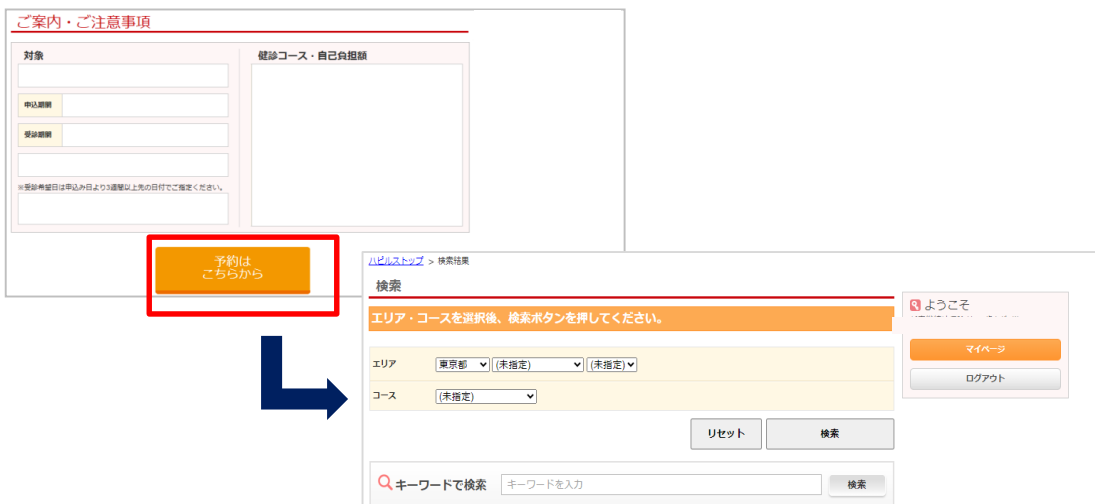 ご案内・ご注意事項
対象
健診コース・自己負担額
申込期間
受診期間
※受診希望日は申込み日より3週間以上先の日付でご指定ください。
予約は
こちらから
ハピルストップ > 検索結果
検索
エリア・コースを選択後、検索ボタンを押してください。
エリア 東京都 (未指定) (未指定)
コース (未指定)
リセット 検索
キーワードで検索 キーワードを入力 検索
ようこそ
マイページ
ログアウト